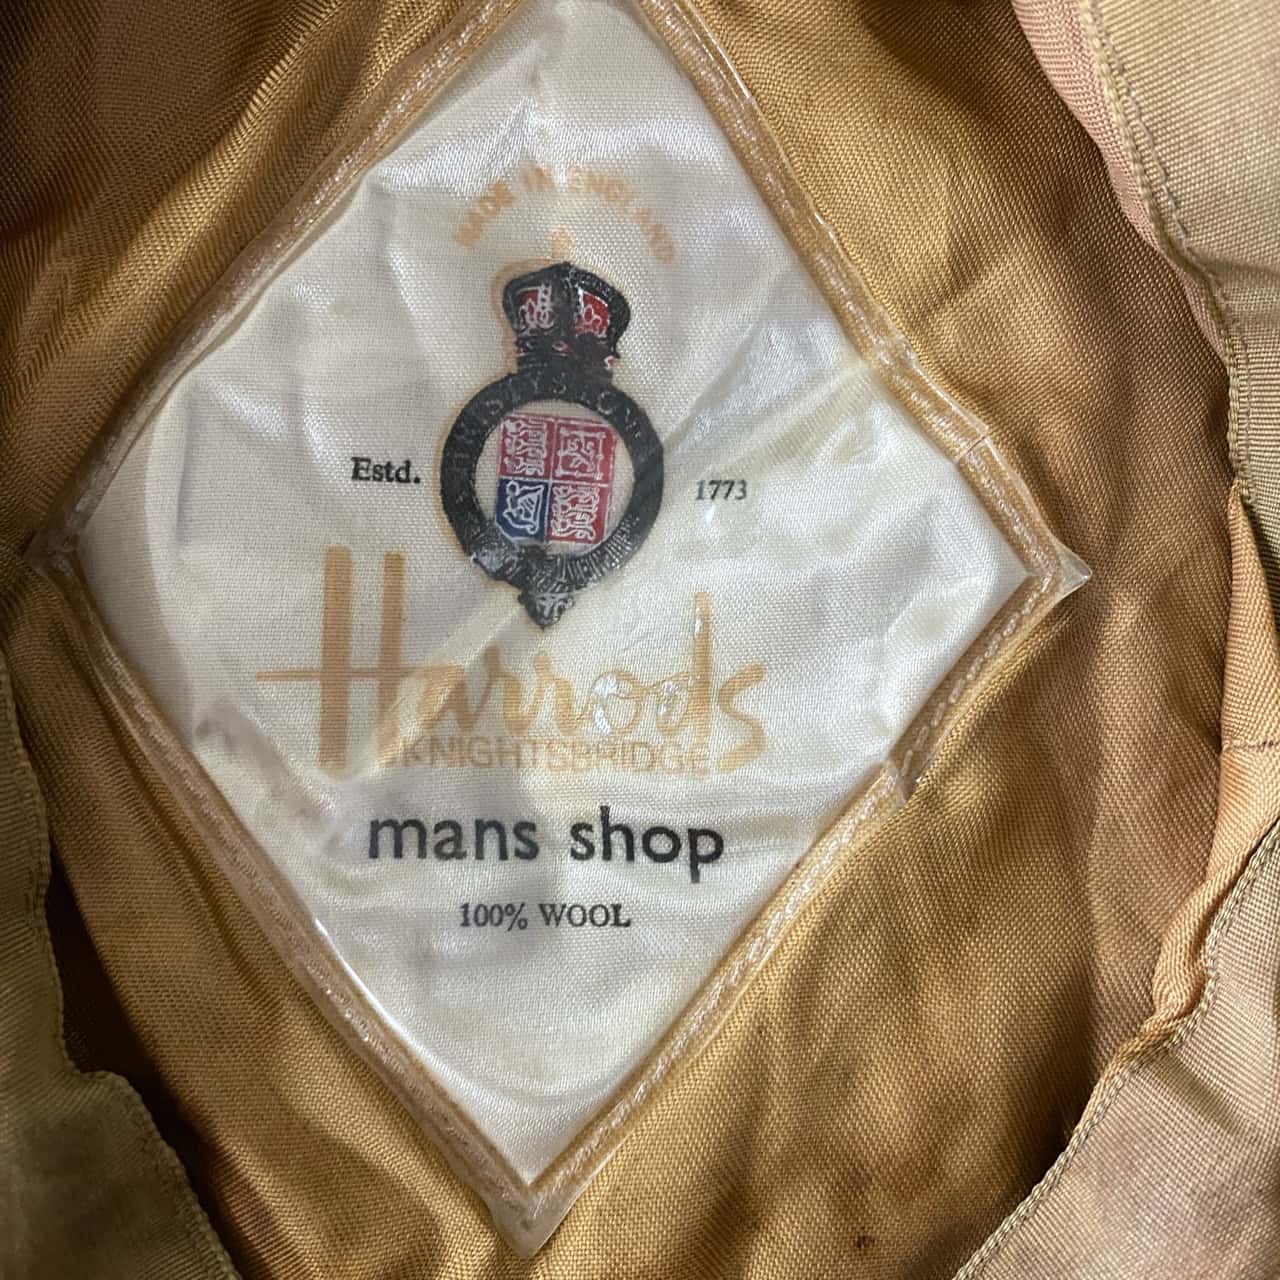 MADE IN ENGLAND
Estd. 1773
Harrods
KNIGHTSBRIDGE
mans shop
100% WOOL